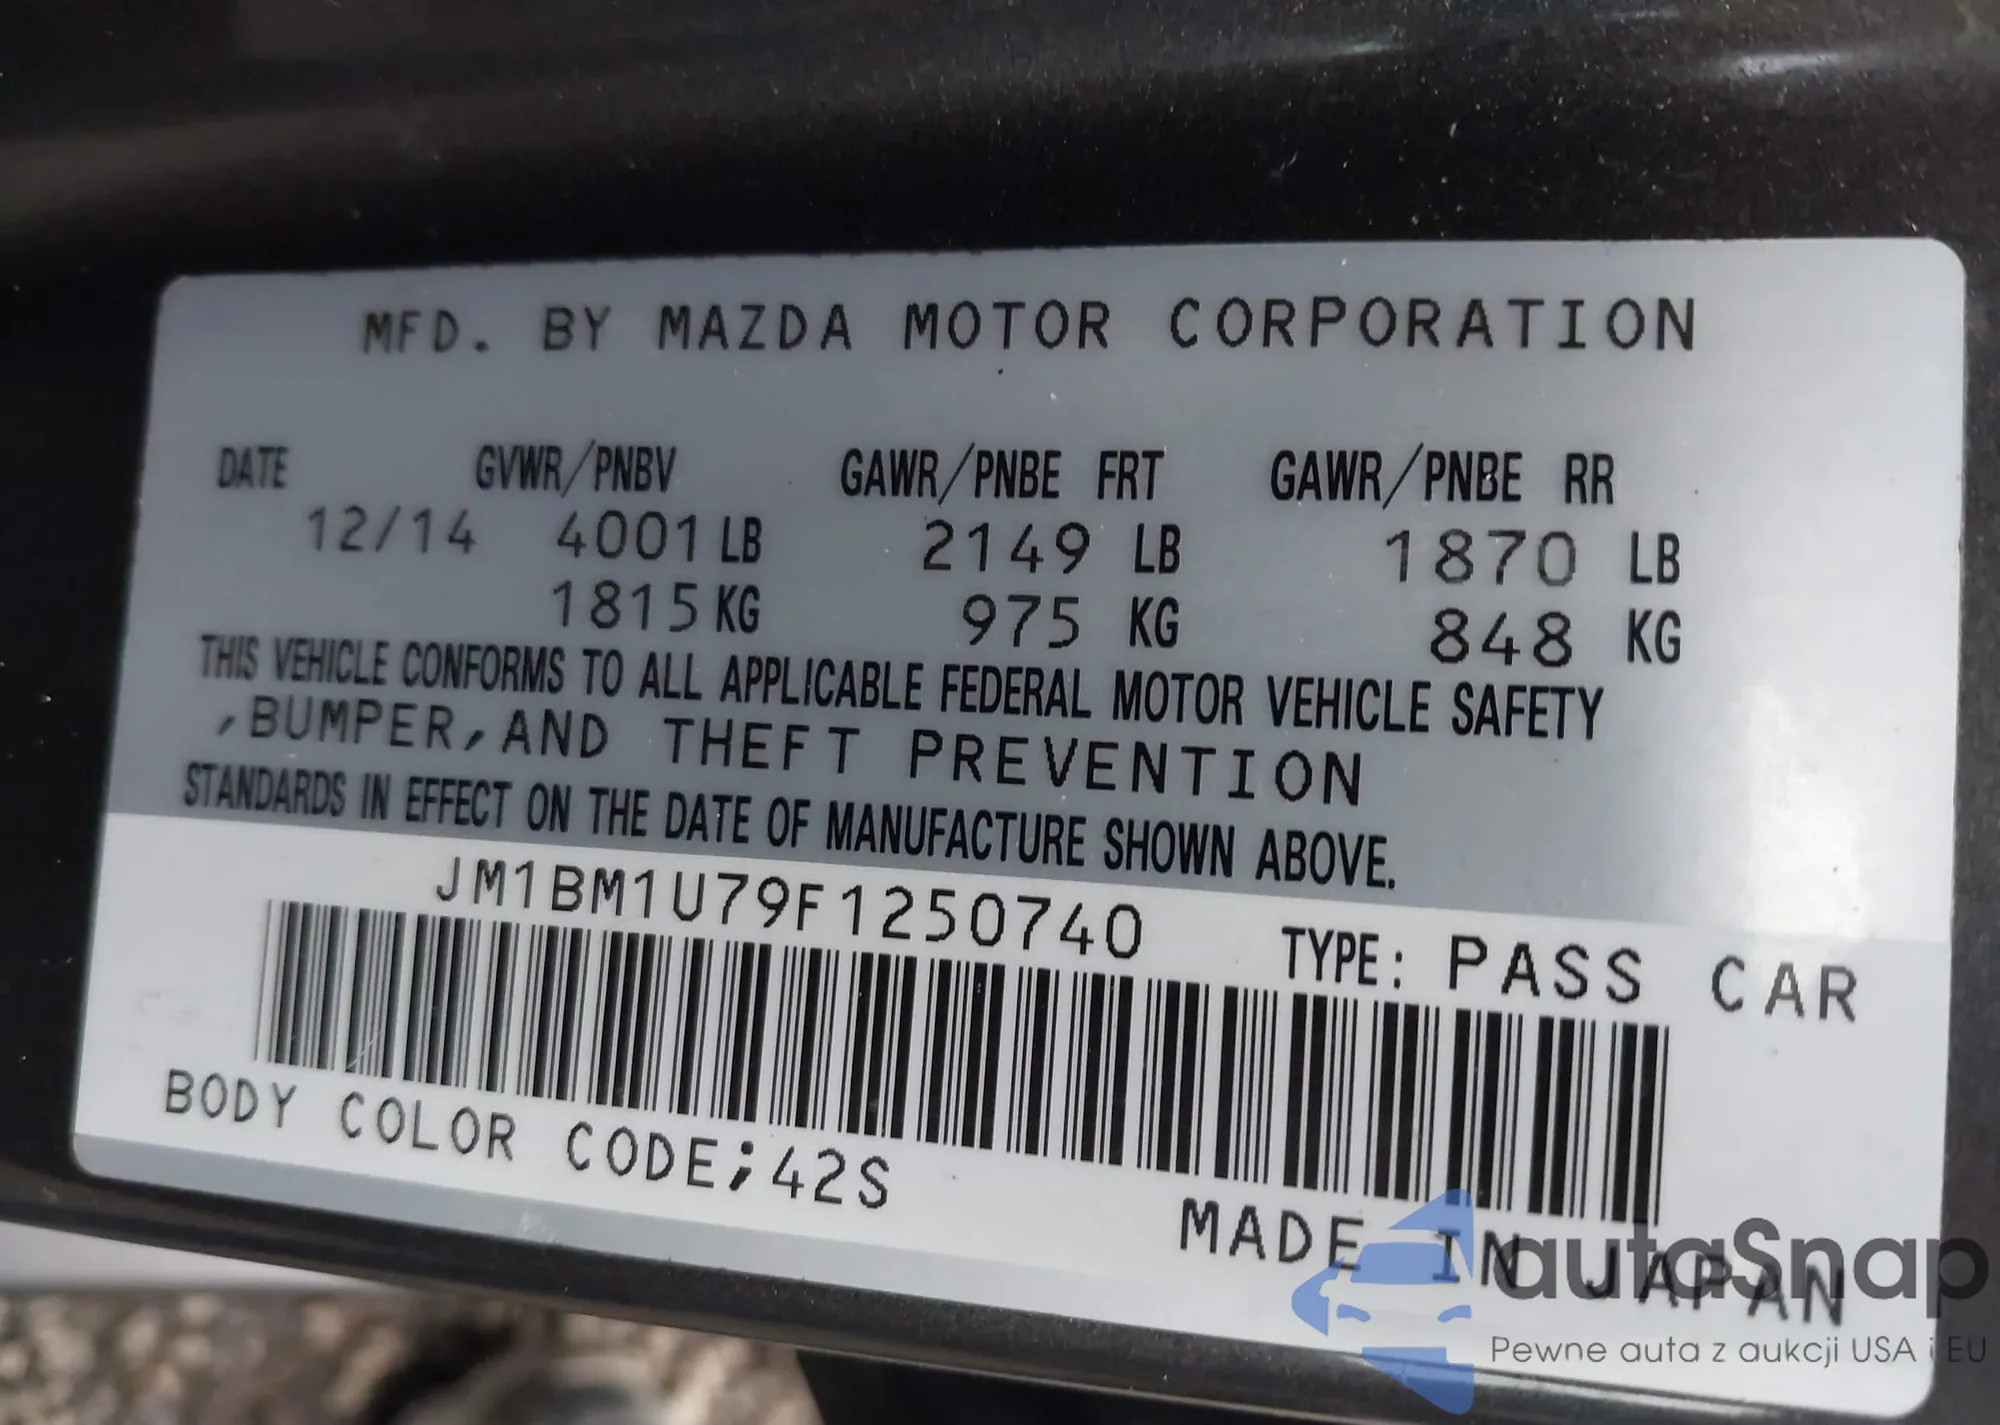 MFD. BY MAZDA MOTOR CORPORATION
DATE GVWR/PNBV GAWR/PNBE FRT GAWR/PNBE RR
12/14 4001 LB 2149 LB 1870 LB
1815 KG 975 KG 848 KG
THIS VEHICLE CONFORMS TO ALL APPLICABLE FEDERAL MOTOR VEHICLE SAFETY
,BUMPER,AND THEFT PREVENTION
STANDARDS IN EFFECT ON THE DATE OF MANUFACTURE SHOWN ABOVE.
JM1BM1U79F1250740 TYPE: PASS CAR
BODY COLOR CODE;42S
MADE IN JAPAN
autaSnap
Pewne auta z aukcji USA i EU